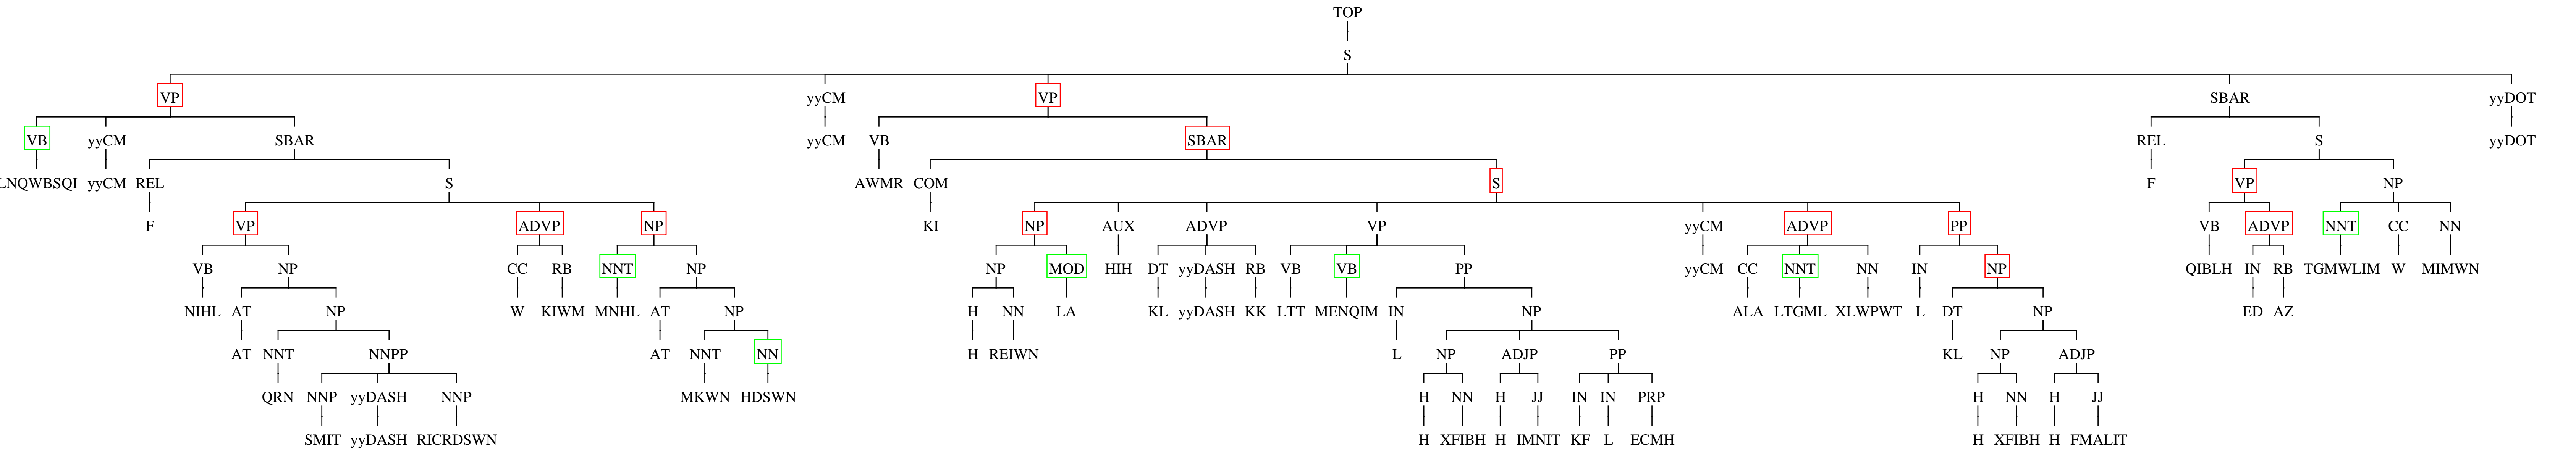 TOP
S
VP yyCM VP SBAR yyDOT
VB yyCM SBAR yyCM VB SBAR REL S yyDOT
LNQWBSQI yyCM REL S AWMR COM S F VP NP
F VP ADVP NP KI NP AUX ADVP VP yyCM ADVP PP VB ADVP NNT CC NN
VB NP CC RB NNT NP NP MOD HIH DT yyDASH RB VB VB PP yyCM CC NNT NN IN NP QIBLH IN RB TGMWLIM W MIMWN
NIHL AT NP W KIWM MNHL AT NP H NN LA KL yyDASH KK LTT MENQIM IN NP ALA LTGML XLWPWT L DT NP ED AZ
AT NNT NNPP AT NNT NN H REIWN L NP ADJP PP KL NP ADJP
QRN NNP yyDASH NNP MKWN HDSWN H NN H JJ IN IN PRP H NN H JJ
SMIT yyDASH RICRDSWN H XFIBH H IMNIT KF L ECMH H XFIBH H FMALIT